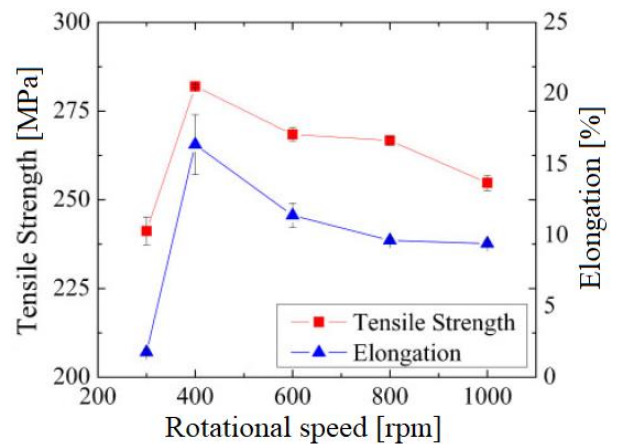 300
275
250
225
200
Tensile Strength [MPa]
25
20
15
10
5
0
Elongation [%]
Tensile Strength
Elongation
200 400 600 800 1000
Rotational speed [rpm]